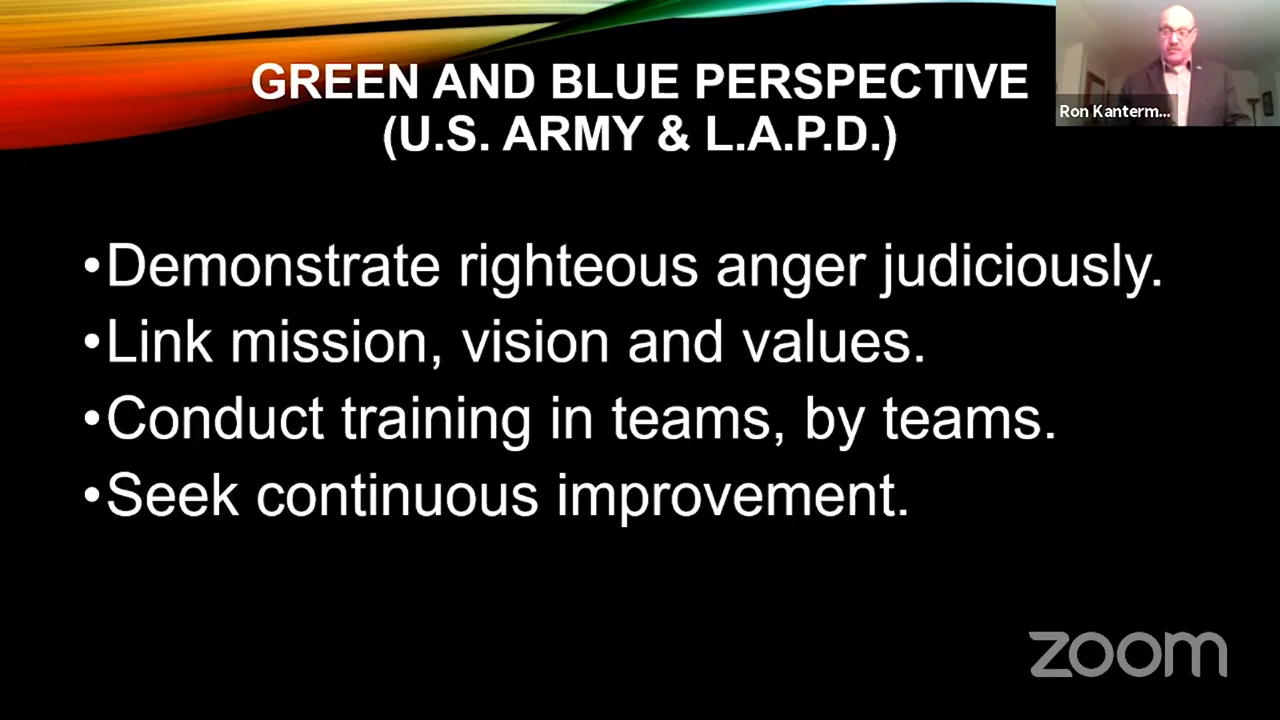 GREEN AND BLUE PERSPECTIVE
(U.S. ARMY & L.A.P.D.)
Ron Kanterm...
•Demonstrate righteous anger judiciously.
•Link mission, vision and values.
•Conduct training in teams, by teams.
•Seek continuous improvement.
zoom